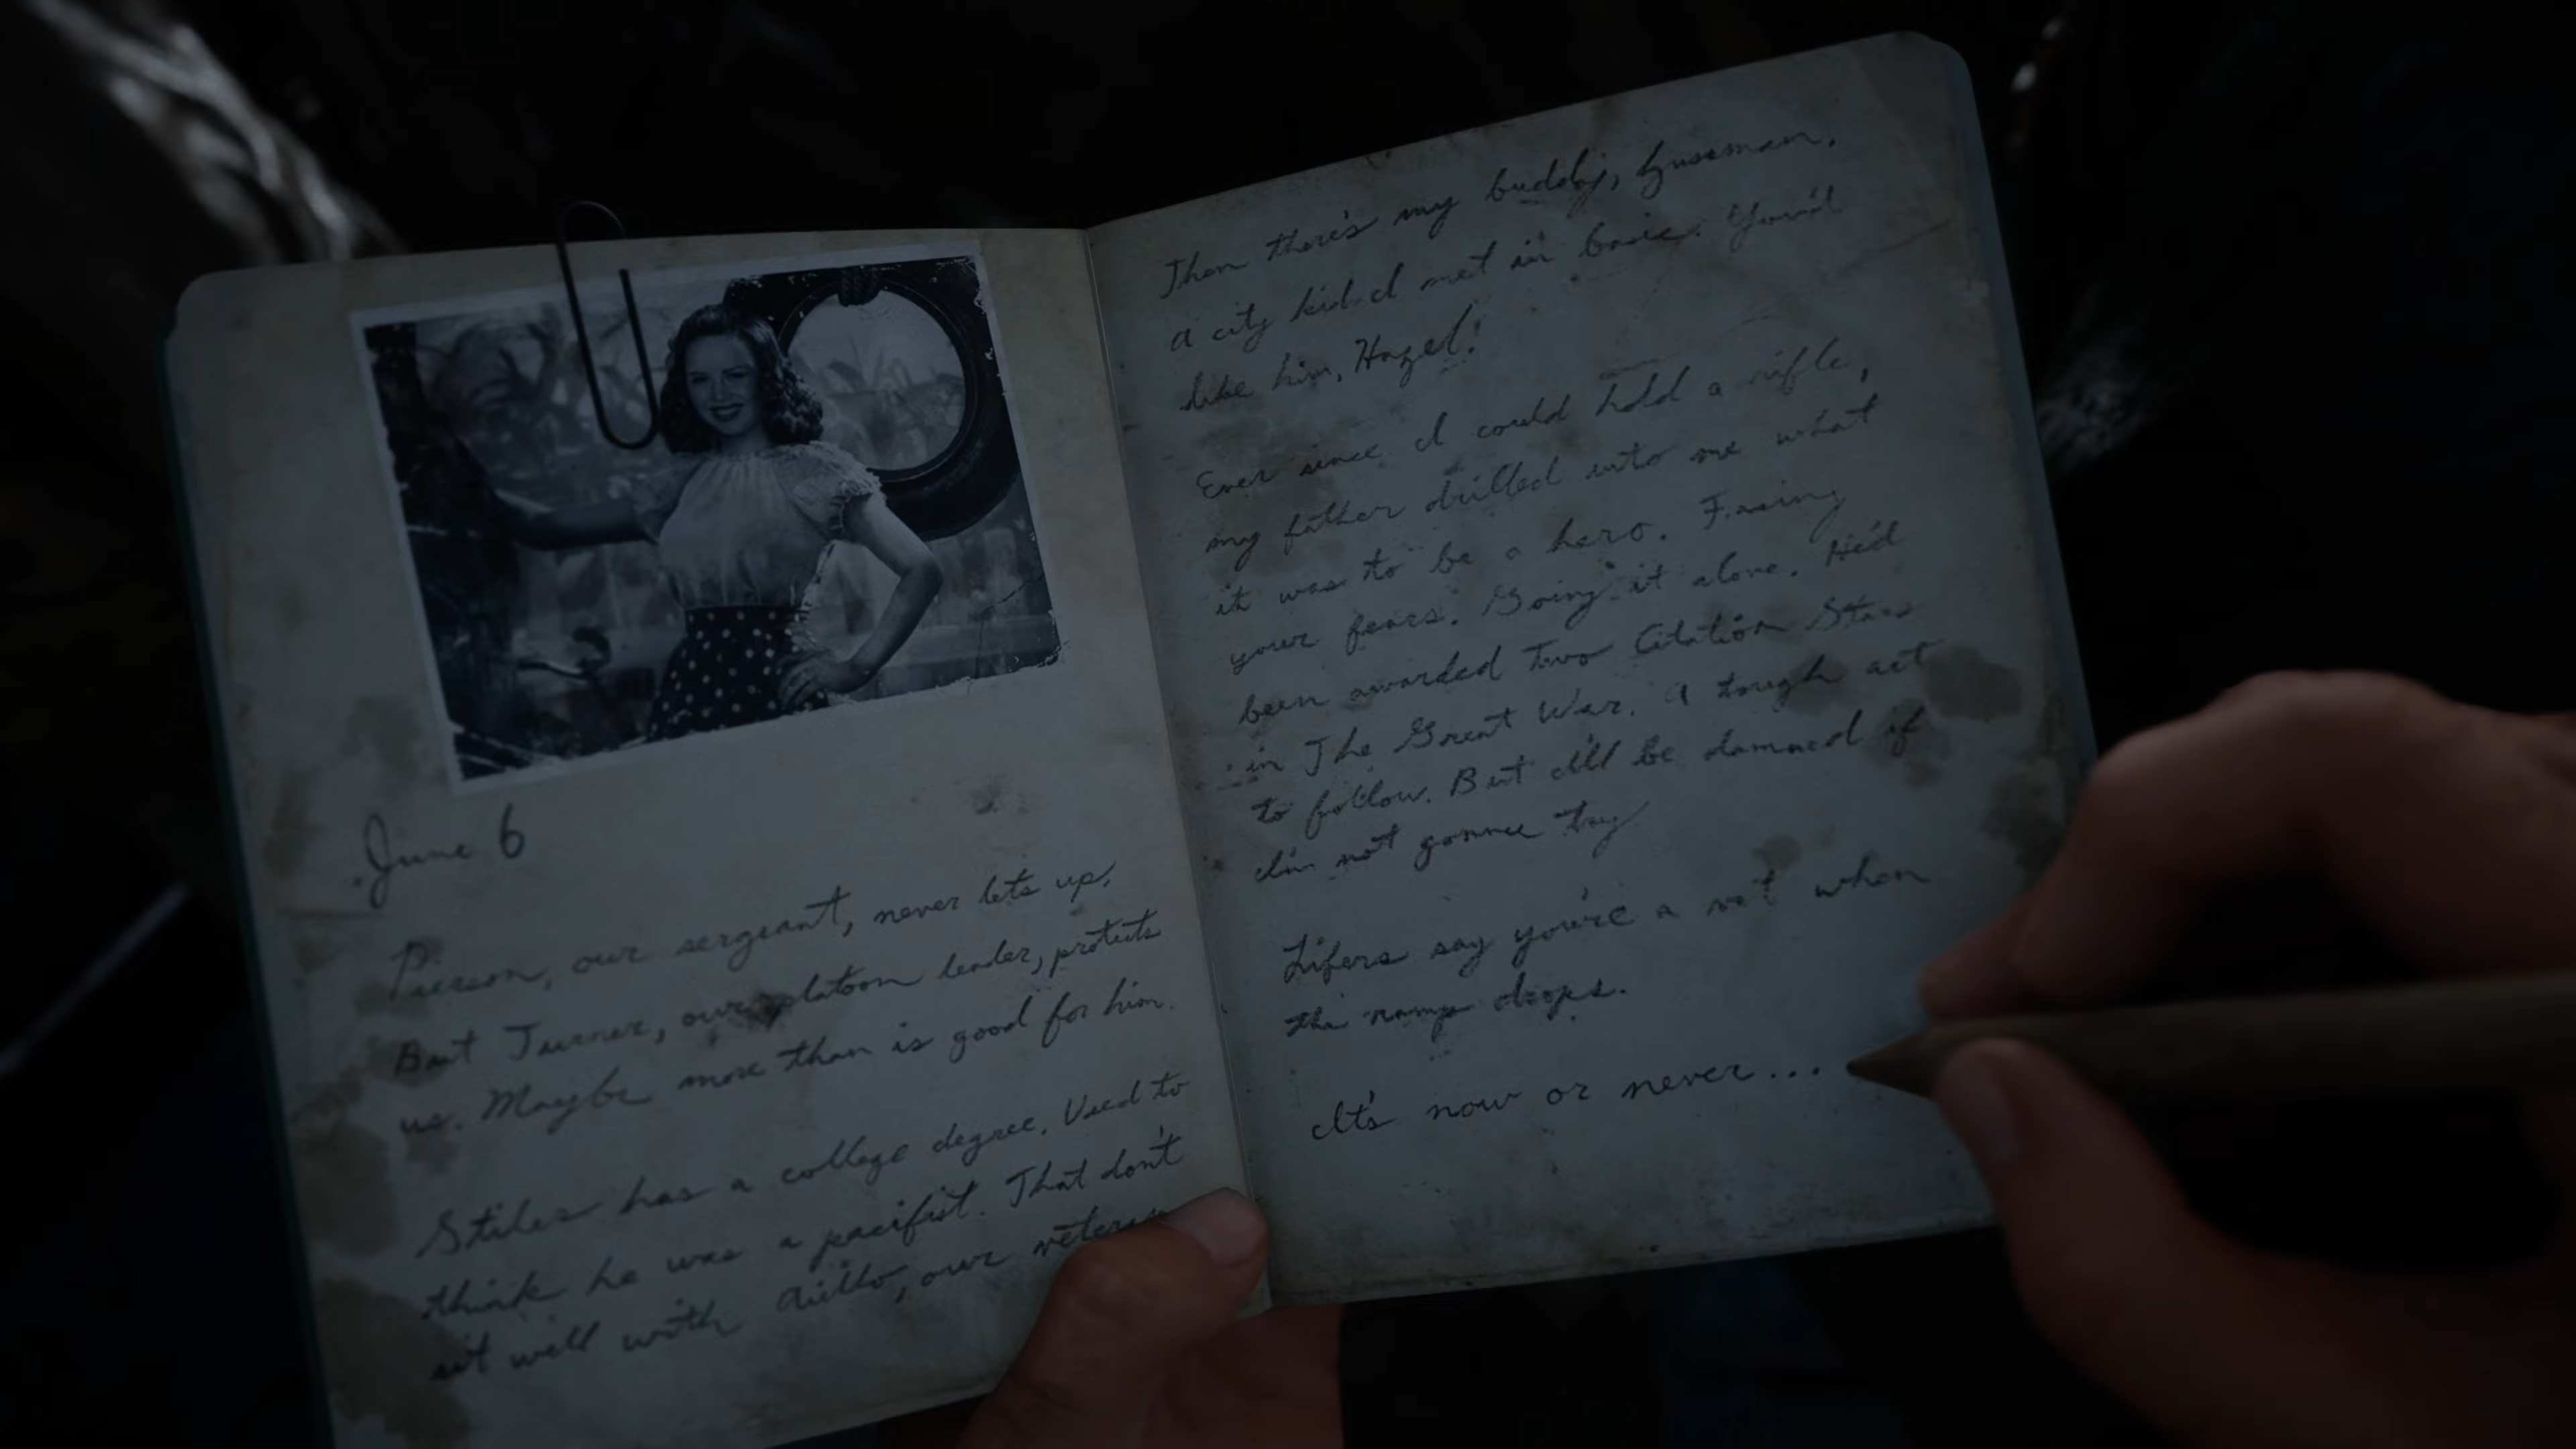 June 6
Pierson, our sergeant, never lets up.
But Turner, our platoon leader, protects
us. Maybe more than is good for him.
Stiles has a college degree. Used to
think he was a pacifist. That don't
sit well with Aiello, our veteran
Then there's my buddy, Zussman,
a city kid I met in basic. You'd
like him, Hazel!
Ever since I could hold a rifle,
my father drilled into me what
it was to be a hero. Facing
your fears. Going it alone. He'd
been awarded two Citation Stars
in The Great War. A tough act
to follow. But I'll be damned if
I'm not gonna try
Lifers say you're a vet when
the ramp drops.
It's now or never...